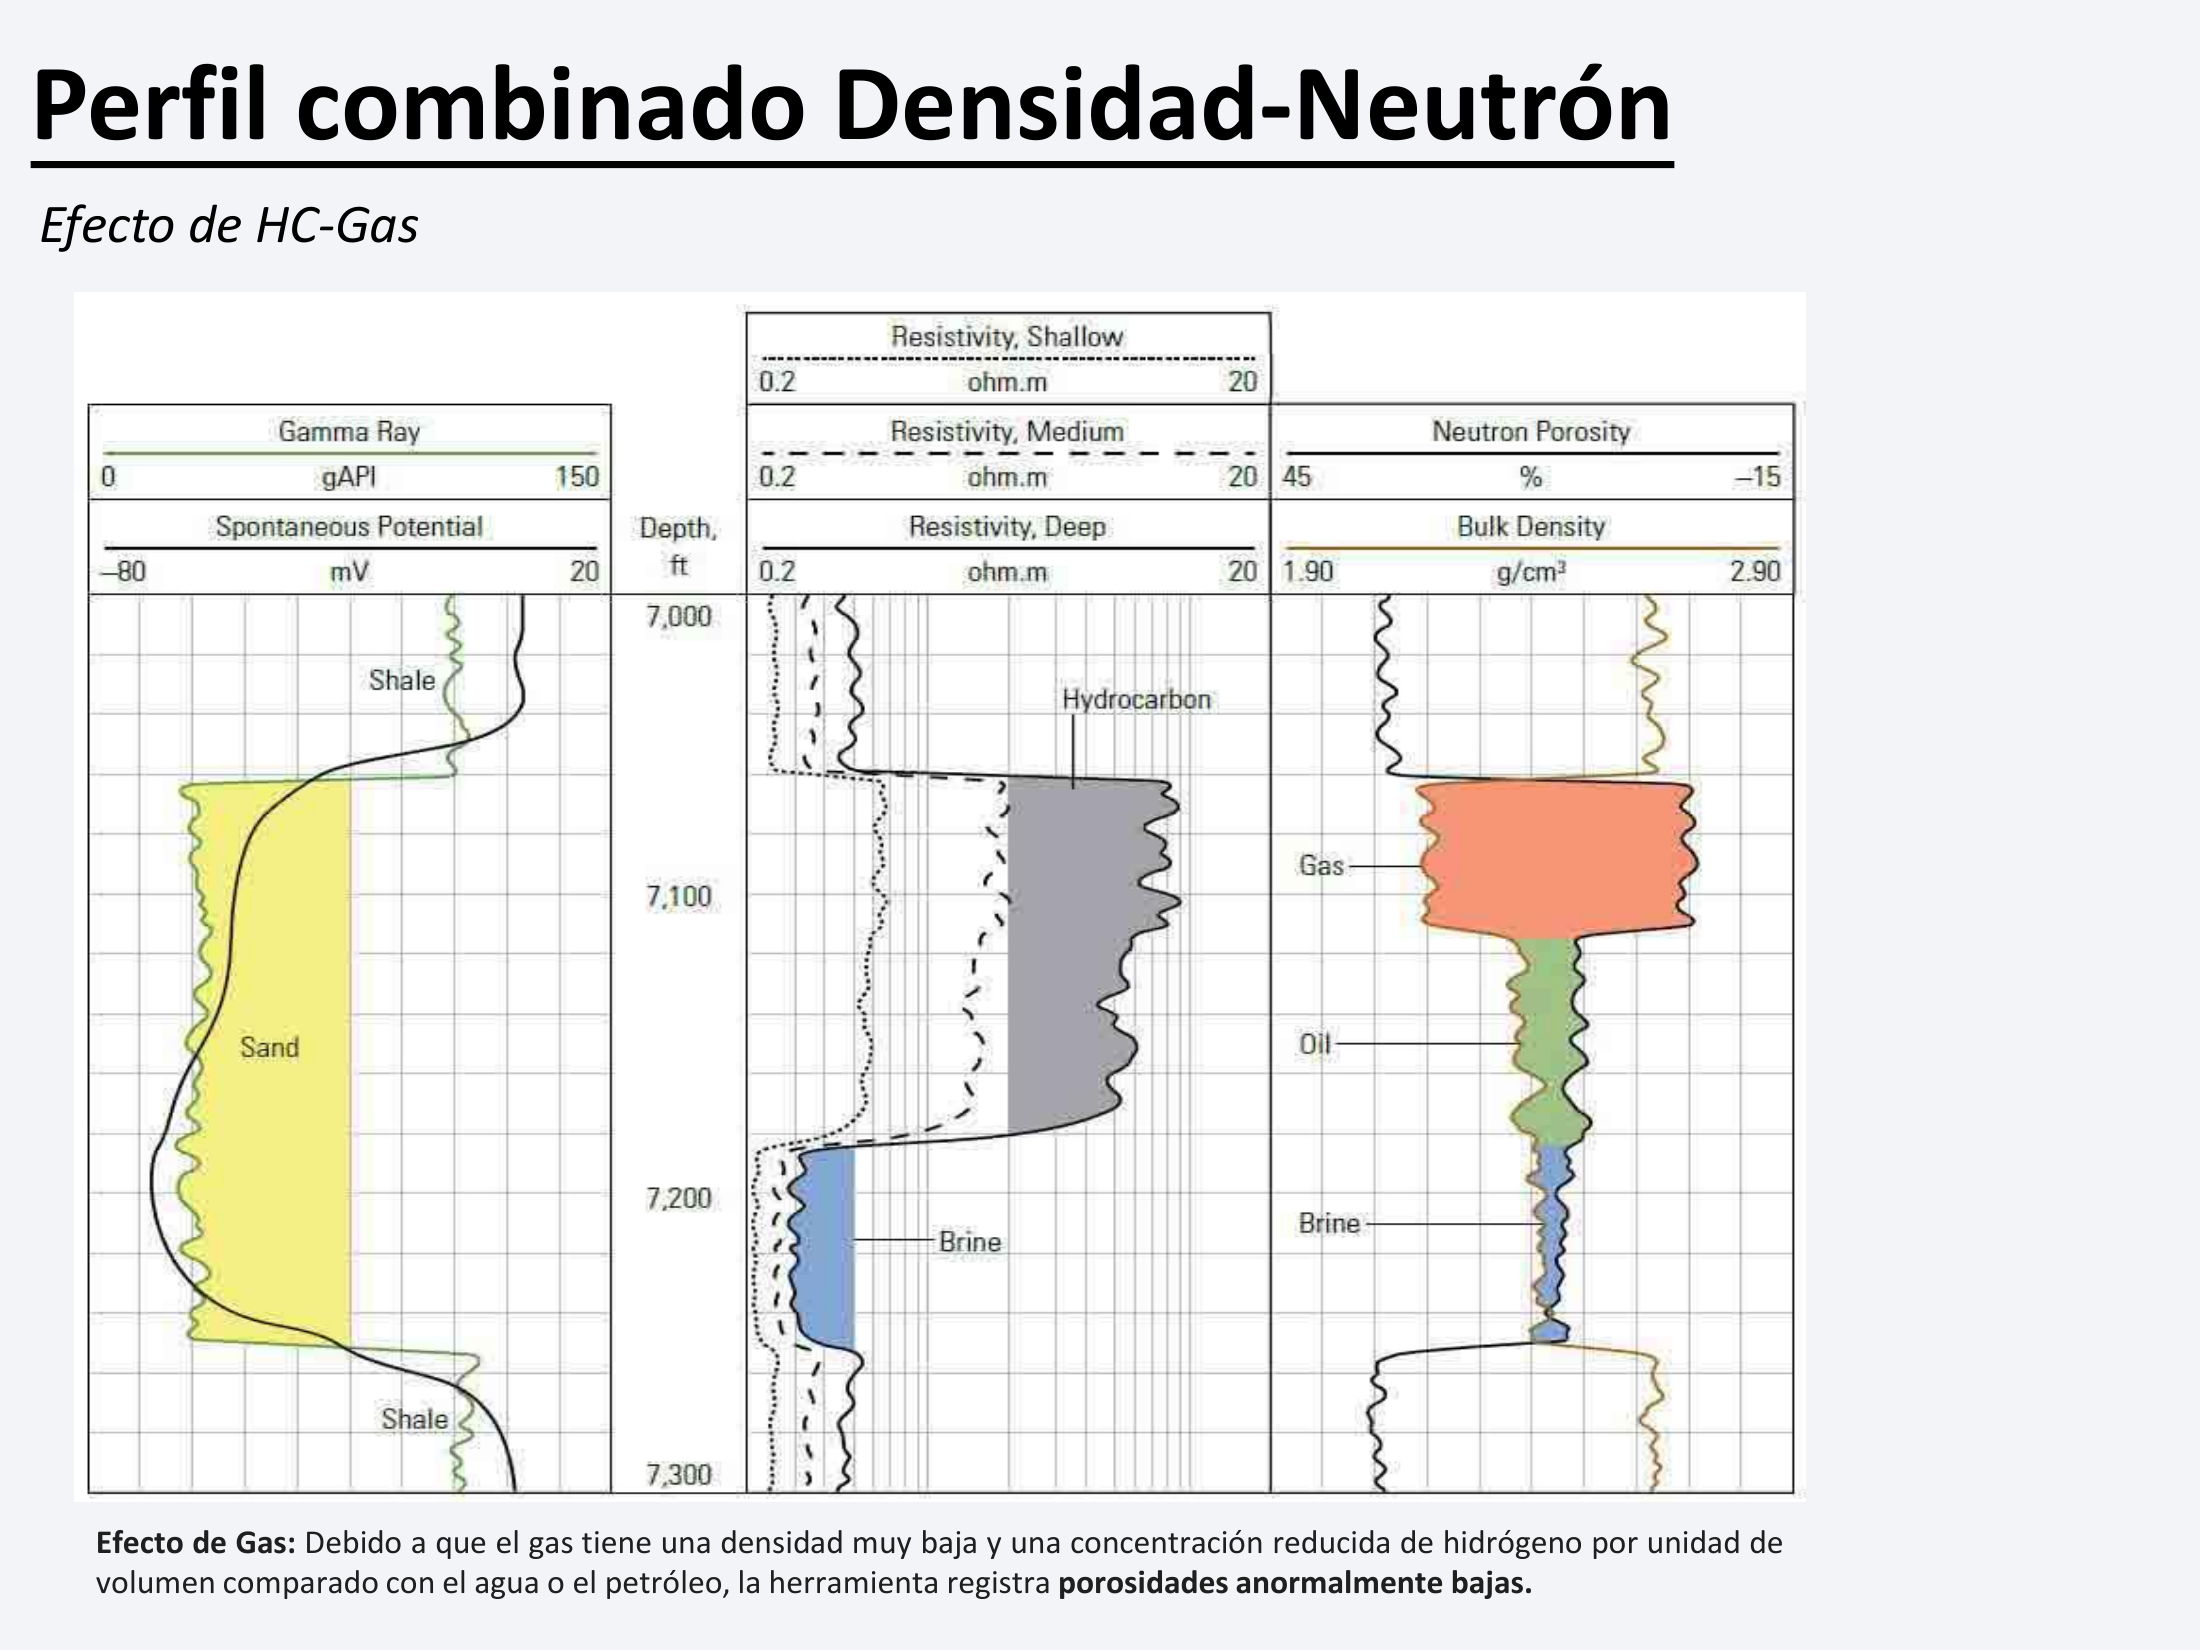 Perfil combinado Densidad-Neutrón
Efecto de HC-Gas
Resistivity, Shallow
0.2 ohm.m 20
Gamma Ray
0 gAPI 150
Resistivity, Medium
0.2 ohm.m 20
Neutron Porosity
45 % –15
Spontaneous Potential
–80 mV 20
Depth,
ft
Resistivity, Deep
0.2 ohm.m 20
Bulk Density
1.90 g/cm³ 2.90
7,000
Shale
Hydrocarbon
Gas
7,100
Sand
Oil
7,200
Brine
Brine
Shale
7,300
Efecto de Gas: Debido a que el gas tiene una densidad muy baja y una concentración reducida de hidrógeno por unidad de
volumen comparado con el agua o el petróleo, la herramienta registra porosidades anormalmente bajas.